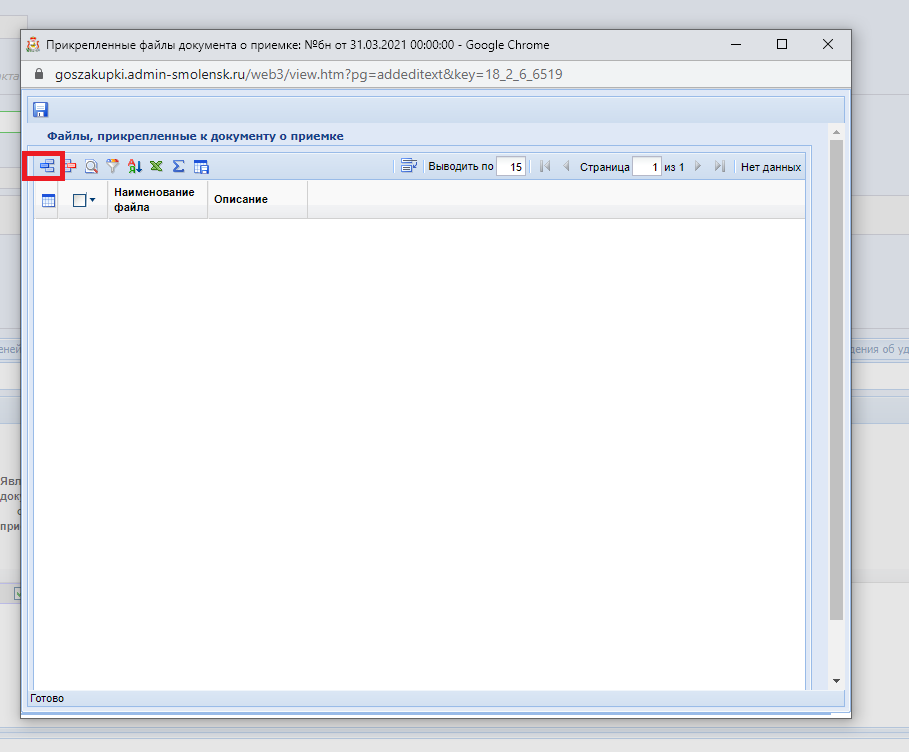 Прикрепленные файлы документа о приемке: №бн от 31.03.2021 00:00:00 - Google Chrome
goszakupki.admin-smolensk.ru/web3/view.htm?pg=addeditext&key=18_2_6_6519
Файлы, прикрепленные к документу о приемке
Выводить по 15 Страница 1 из 1 Нет данных
Наименование
файла
Описание
Готово